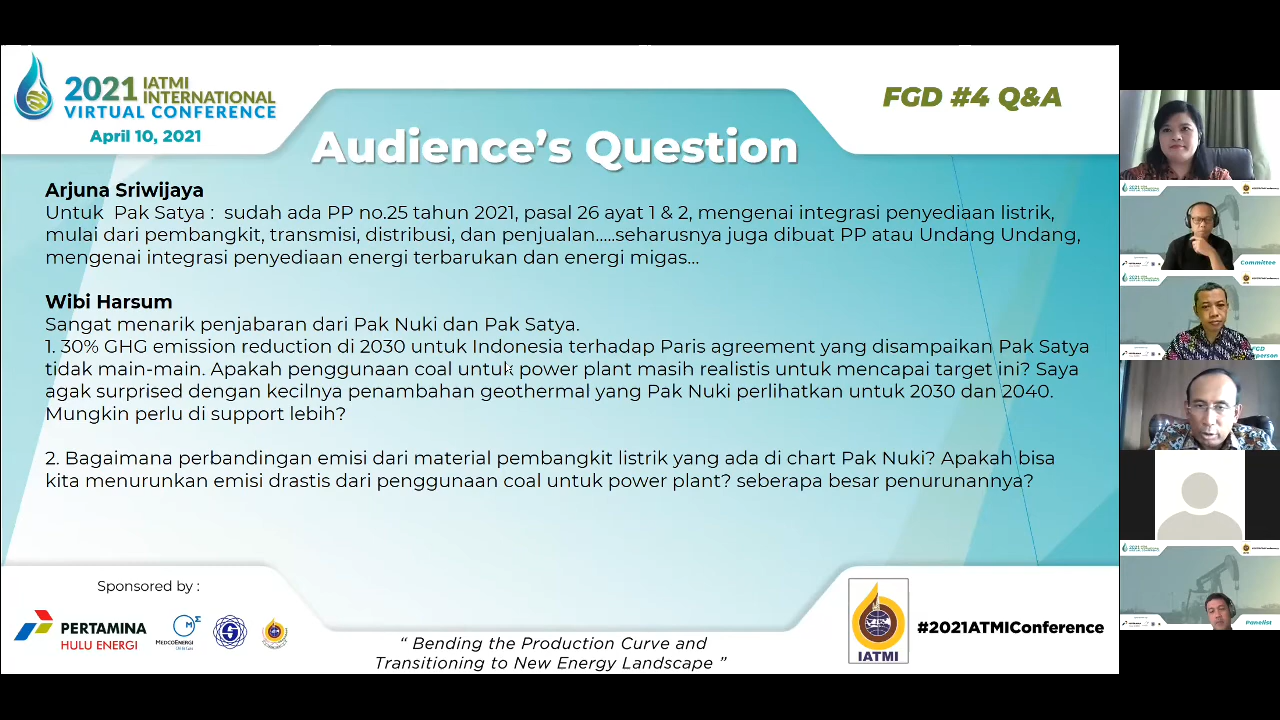 2021 IATMI
INTERNATIONAL
VIRTUAL CONFERENCE
April 10, 2021
FGD #4 Q&A
Audience's Question
Arjuna Sriwijaya
Untuk Pak Satya : sudah ada PP no.25 tahun 2021, pasal 26 ayat 1 & 2, mengenai integrasi penyediaan listrik,
mulai dari pembangkit, transmisi, distribusi, dan penjualan.....seharusnya juga dibuat PP atau Undang Undang,
mengenai integrasi penyediaan energi terbarukan dan energi migas...
Wibi Harsum
Sangat menarik penjabaran dari Pak Nuki dan Pak Satya.
1. 30% GHG emission reduction di 2030 untuk Indonesia terhadap Paris agreement yang disampaikan Pak Satya
tidak main-main. Apakah penggunaan coal untuk power plant masih realistis untuk mencapai target ini? Saya
agak surprised dengan kecilnya penambahan geothermal yang Pak Nuki perlihatkan untuk 2030 dan 2040.
Mungkin perlu di support lebih?
2. Bagaimana perbandingan emisi dari material pembangkit listrik yang ada di chart Pak Nuki? Apakah bisa
kita menurunkan emisi drastis dari penggunaan coal untuk power plant? seberapa besar penurunannya?
Sponsored by :
PERTAMINA
HULU ENERGI
MEDCOENERGI
" Bending the Production Curve and
Transitioning to New Energy Landscape "
IATMI
#2021ATMIConference
Committee
FGD
Panelist